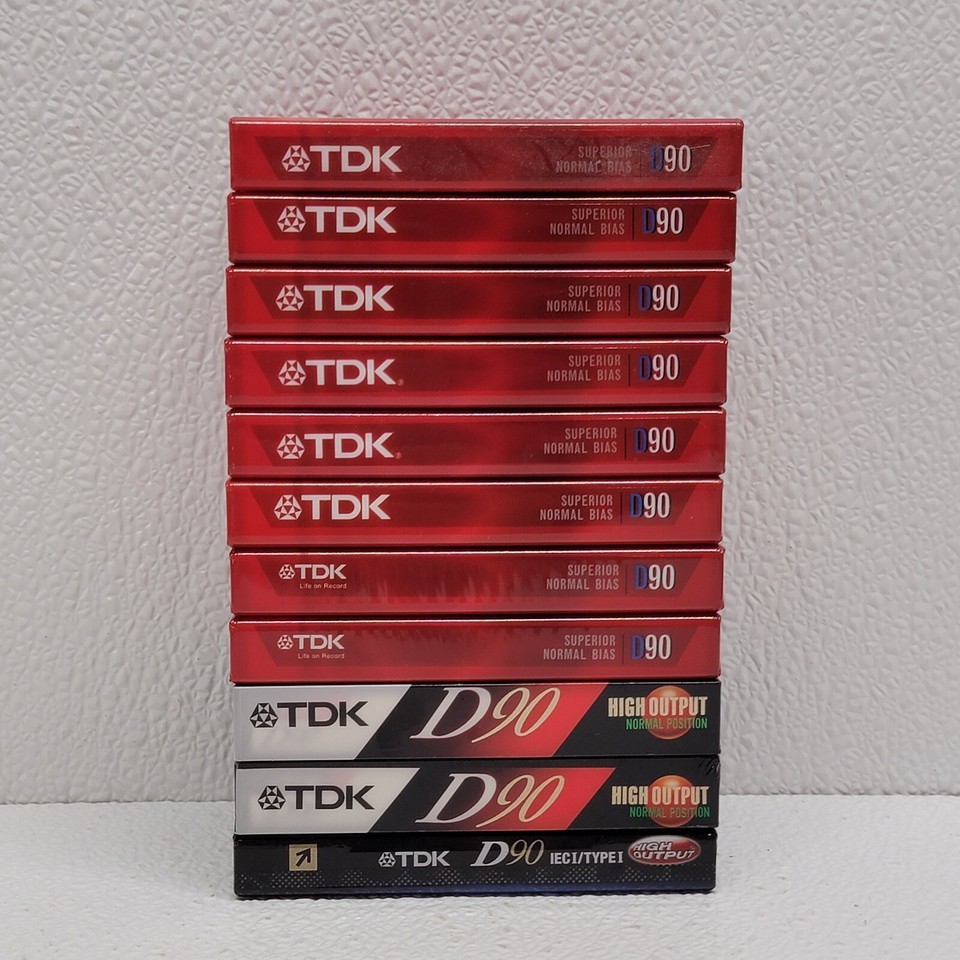 TDK SUPERIOR NORMAL BIAS D90
TDK SUPERIOR NORMAL BIAS D90
TDK SUPERIOR NORMAL BIAS D90
TDK SUPERIOR NORMAL BIAS D90
TDK SUPERIOR NORMAL BIAS D90
TDK SUPERIOR NORMAL BIAS D90
TDK SUPERIOR D90
Life on Record NORMAL BIAS
TDK SUPERIOR D90
Life on Record NORMAL BIAS
TDK D90 HIGH OUTPUT
NORMAL POSITION
TDK D90 HIGH OUTPUT
NORMAL POSITION
TDK D90 IECI/TYPE I HIGH OUTPUT